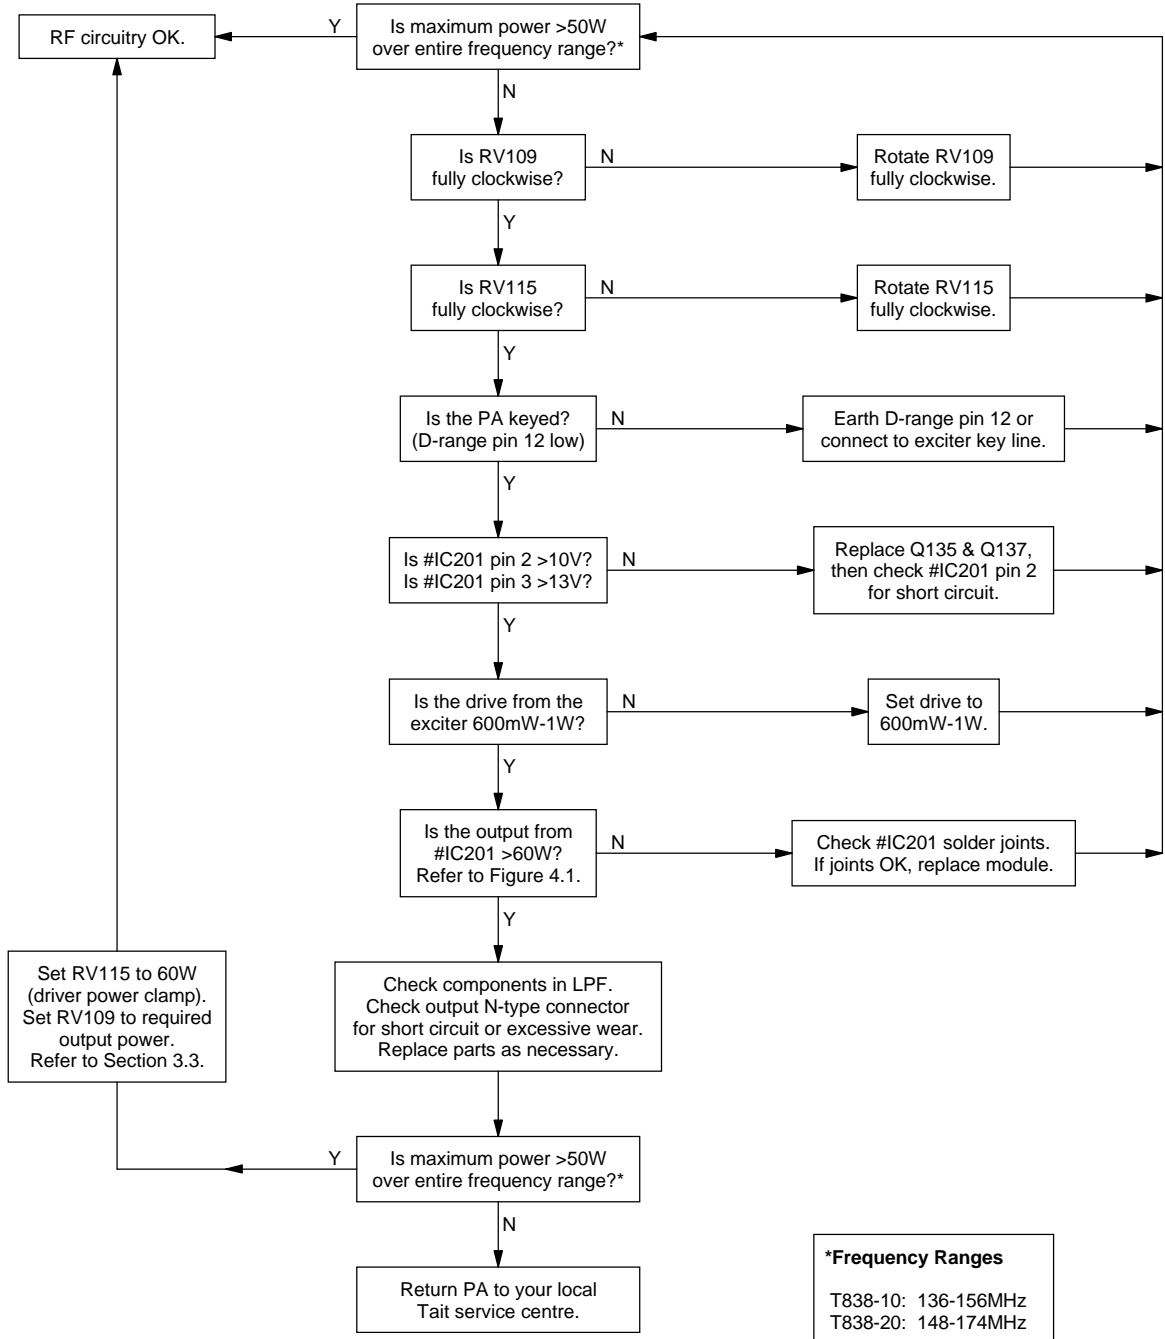 RF circuitry OK.
Y
Is maximum power >50W
over entire frequency range?*
N
Is RV109
fully clockwise?
N
Rotate RV109
fully clockwise.
Y
Is RV115
fully clockwise?
N
Rotate RV115
fully clockwise.
Y
Is the PA keyed?
(D-range pin 12 low)
N
Earth D-range pin 12 or
connect to exciter key line.
Y
Is #IC201 pin 2 >10V?
Is #IC201 pin 3 >13V?
N
Replace Q135 & Q137,
then check #IC201 pin 2
for short circuit.
Y
Is the drive from the
exciter 600mW-1W?
N
Set drive to
600mW-1W.
Y
Is the output from
#IC201 >60W?
Refer to Figure 4.1.
N
Check #IC201 solder joints.
If joints OK, replace module.
Y
Set RV115 to 60W
(driver power clamp).
Set RV109 to required
output power.
Refer to Section 3.3.
Check components in LPF.
Check output N-type connector
for short circuit or excessive wear.
Replace parts as necessary.
Y
Is maximum power >50W
over entire frequency range?*
N
Return PA to your local
Tait service centre.
*Frequency Ranges
T838-10: 136-156MHz
T838-20: 148-174MHz